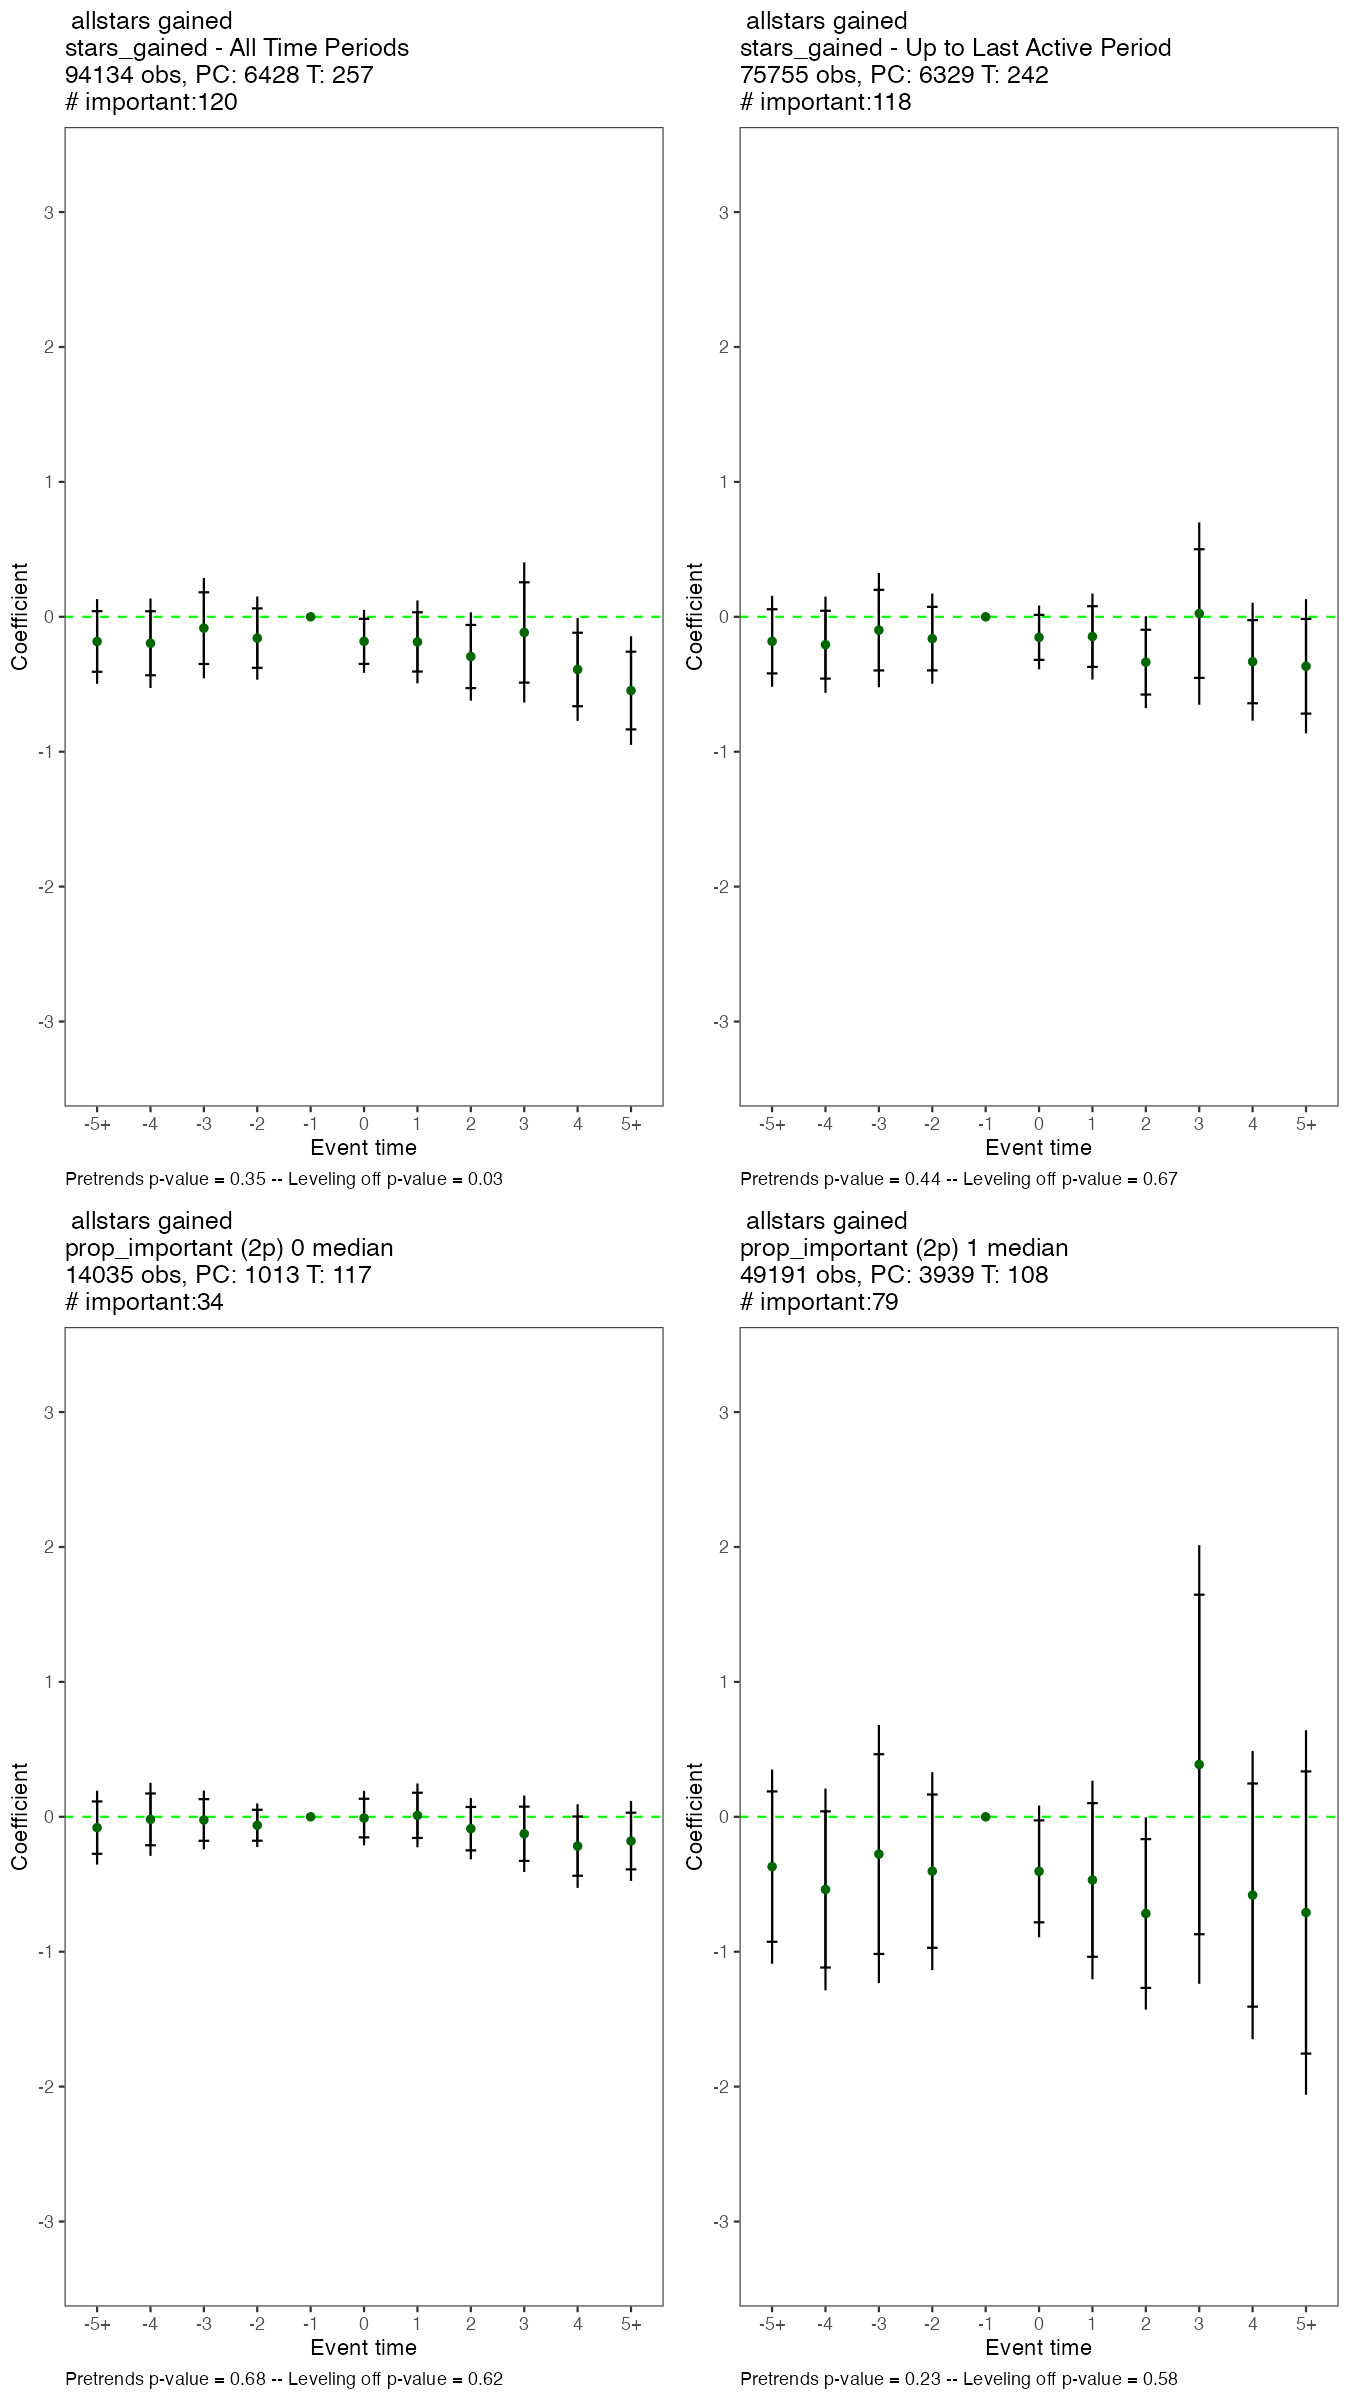 allstars gained
stars_gained - All Time Periods
94134 obs, PC: 6428 T: 257
# important:120
3
2
1
0
-1
-2
-3
Coefficient
-5+ -4 -3 -2 -1 0 1 2 3 4 5+
Event time
Pretrends p-value = 0.35 -- Leveling off p-value = 0.03
allstars gained
stars_gained - Up to Last Active Period
75755 obs, PC: 6329 T: 242
# important:118
3
2
1
0
-1
-2
-3
Coefficient
-5+ -4 -3 -2 -1 0 1 2 3 4 5+
Event time
Pretrends p-value = 0.44 -- Leveling off p-value = 0.67
allstars gained
prop_important (2p) 0 median
14035 obs, PC: 1013 T: 117
# important:34
3
2
1
0
-1
-2
-3
Coefficient
-5+ -4 -3 -2 -1 0 1 2 3 4 5+
Event time
Pretrends p-value = 0.68 -- Leveling off p-value = 0.62
allstars gained
prop_important (2p) 1 median
49191 obs, PC: 3939 T: 108
# important:79
3
2
1
0
-1
-2
-3
Coefficient
-5+ -4 -3 -2 -1 0 1 2 3 4 5+
Event time
Pretrends p-value = 0.23 -- Leveling off p-value = 0.58